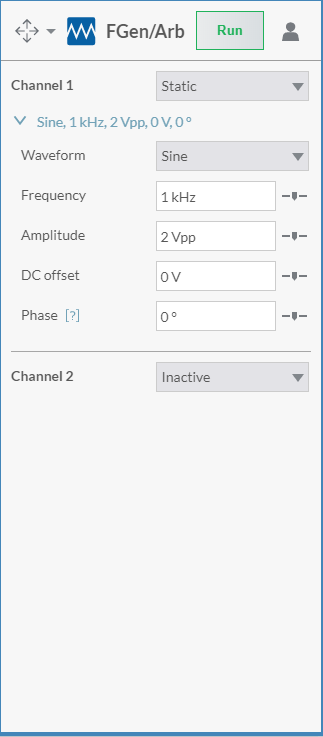 FGen/Arb Run
Channel 1 Static
Sine, 1 kHz, 2 Vpp, 0 V, 0 °
Waveform Sine
Frequency 1 kHz
Amplitude 2 Vpp
DC offset 0 V
Phase [?] 0 °
Channel 2 Inactive